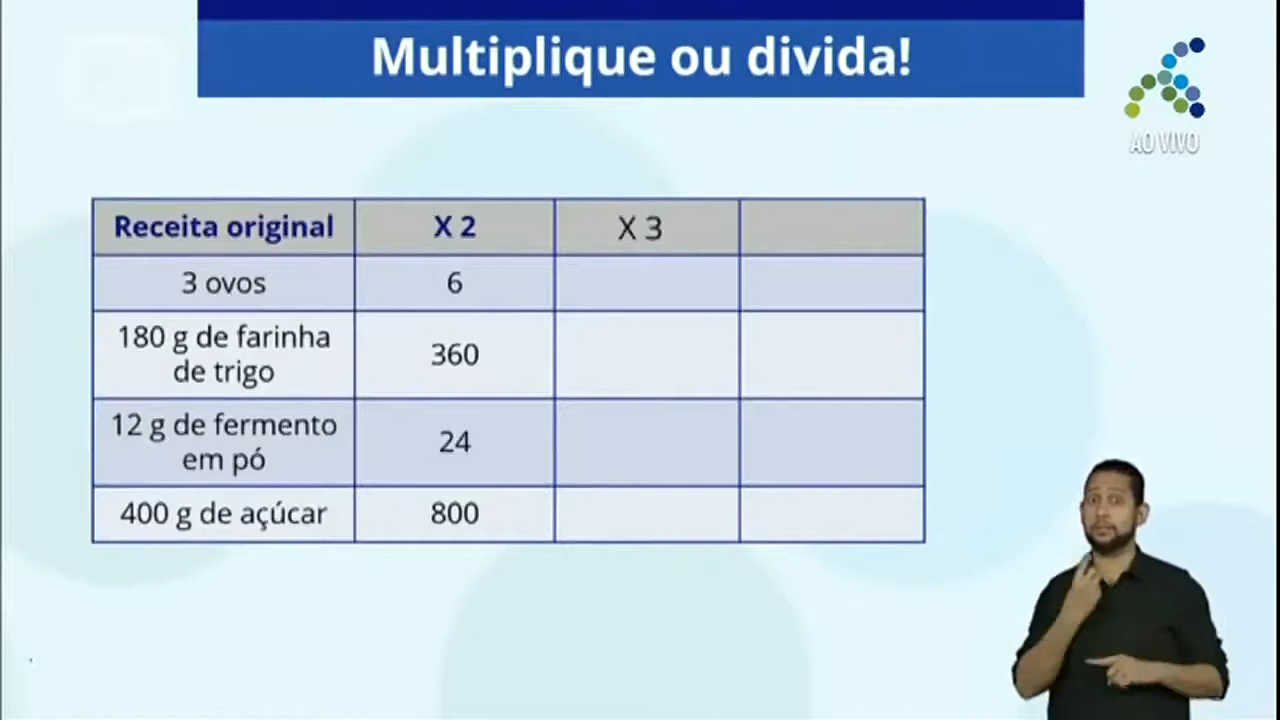 Multiplique ou divida!
AO VIVO
Receita original X 2 X 3
3 ovos 6
180 g de farinha
de trigo 360
12 g de fermento
em pó 24
400 g de açúcar 800